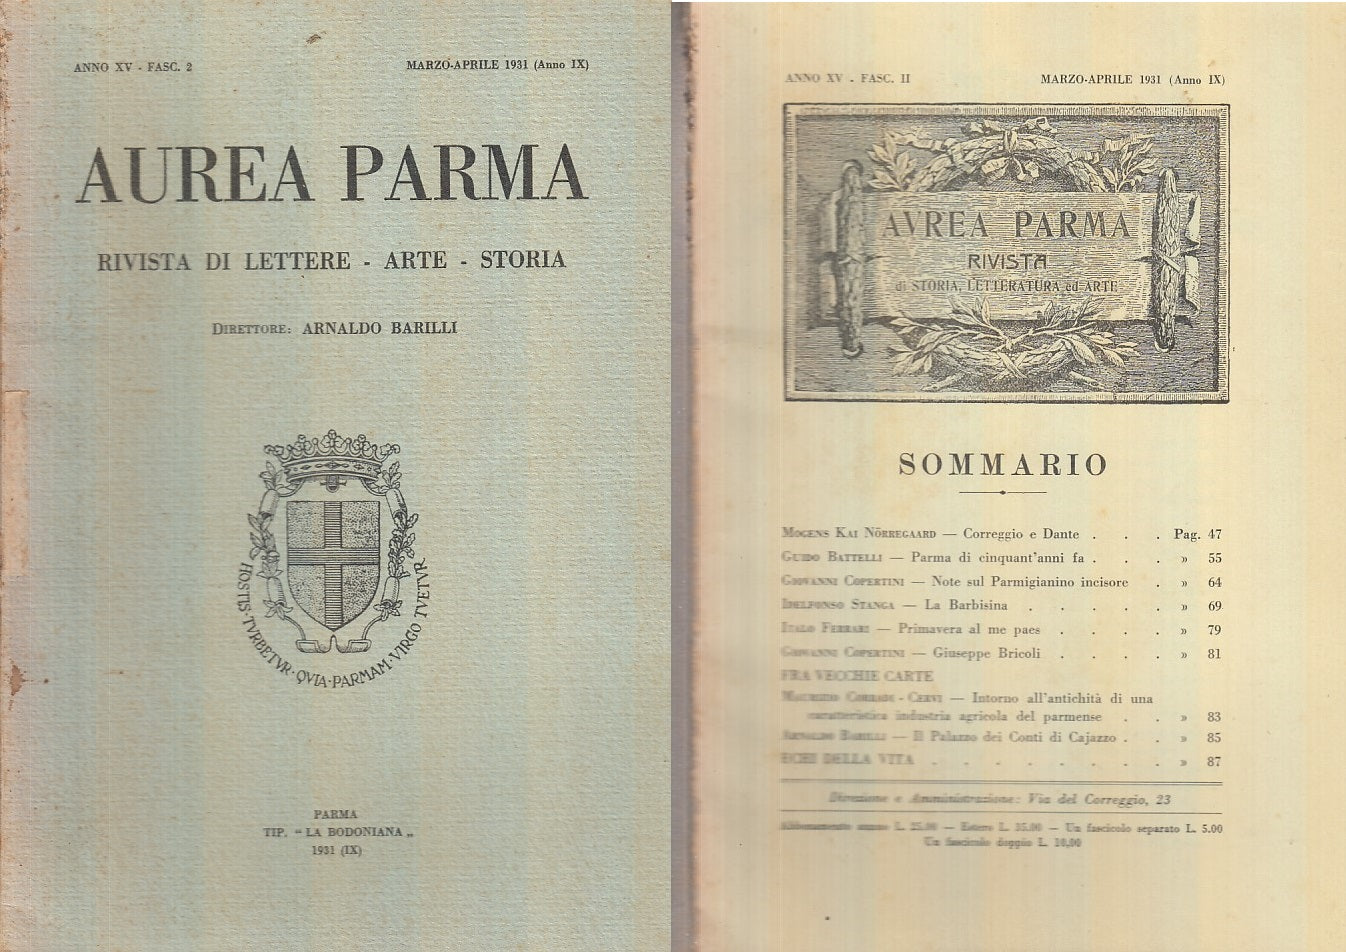 ANNO XV - FASC. 2
MARZO-APRILE 1931 (Anno IX)
AUREA PARMA
RIVISTA DI LETTERE - ARTE - STORIA
DIRETTORE: ARNALDO BARILLI
HOSTIS · TVRBETVR · QVIA · PARMAM · VIRGO TVETVR
PARMA
TIP. "LA BODONIANA„
1931 (IX)
ANNO XV - FASC. II
MARZO-APRILE 1931 (Anno IX)
AVREA PARMA
RIVISTA
di STORIA, LETTERATURA ed ARTE
SOMMARIO
MOGENS KAI NÖRREGAARD — Correggio e Dante . . . Pag. 47
GUIDO BATTELLI — Parma di cinquant'anni fa . . . » 55
GIOVANNI COPERTINI — Note sul Parmigianino incisore . » 64
IDELFONSO STANGA — La Barbisina . . . . . » 69
ITALO FERRARI — Primavera al me paes . . . . » 79
GIOVANNI COPERTINI — Giuseppe Bricoli . . . . » 81
FRA VECCHIE CARTE
MAURIZIO CORRADI - CERVI — Intorno all'antichità di una
caratteristica industria agricola del parmense . . » 83
ARNALDO BARILLI — Il Palazzo dei Conti di Cajazzo . . » 85
ECHI DELLA VITA . . . . . . . . » 87
Direzione e Amministrazione: Via del Correggio, 23
Abbonamento annuo L. 25.00 — Estero L. 35.00 — Un fascicolo separato L. 5.00
Un fascicolo doppio L. 10,00